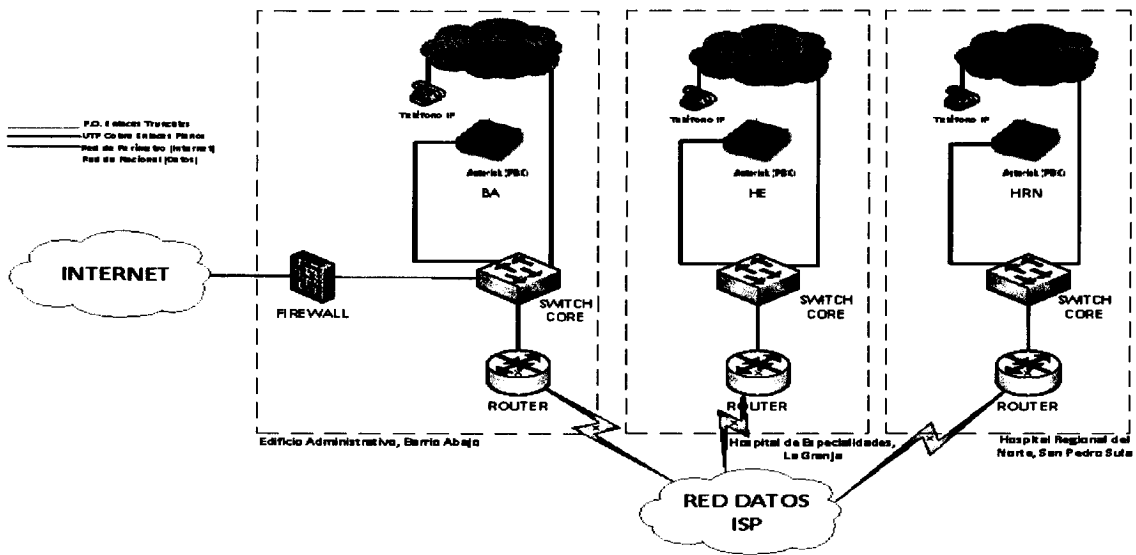 F.O. Enlaces Truncales
UTP Cobre Enlaces Planos
Red de Perímetro (Internet)
Red de Nacional (Datos)
INTERNET
FIREWALL
Teléfono IP
Asterisk (PBX)
BA
SWITCH
CORE
ROUTER
Edificio Administrativo, Barrio Abajo
Teléfono IP
Asterisk (PBX)
HE
SWITCH
CORE
ROUTER
Hospital de Especialidades,
La Granja
Teléfono IP
Asterisk (PBX)
HRN
SWITCH
CORE
ROUTER
Hospital Regional del
Norte, San Pedro Sula
RED DATOS
ISP